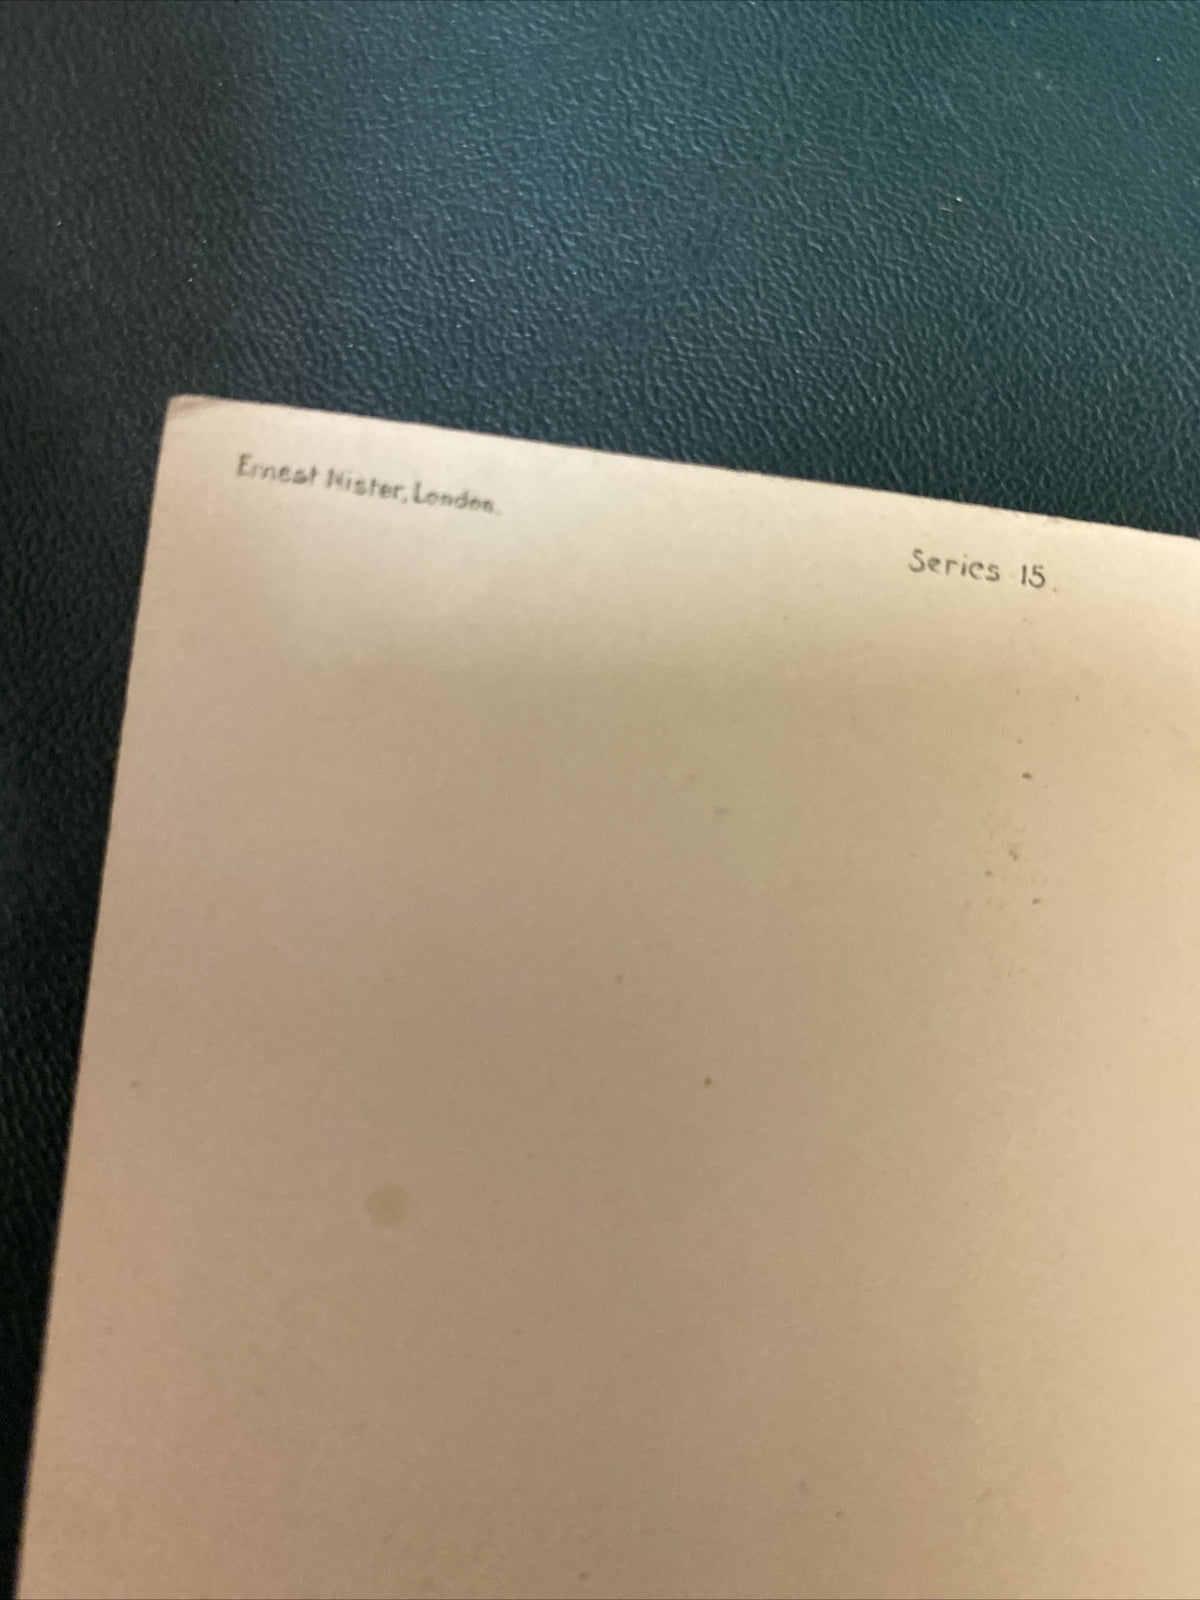 Ernest Nister, London.
Series 15.